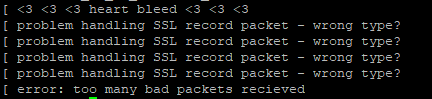 [ <3 <3 <3 heart bleed <3 <3 <3
[ problem handling SSL record packet - wrong type?
[ problem handling SSL record packet - wrong type?
[ problem handling SSL record packet - wrong type?
[ problem handling SSL record packet - wrong type?
[ error: too many bad packets recieved